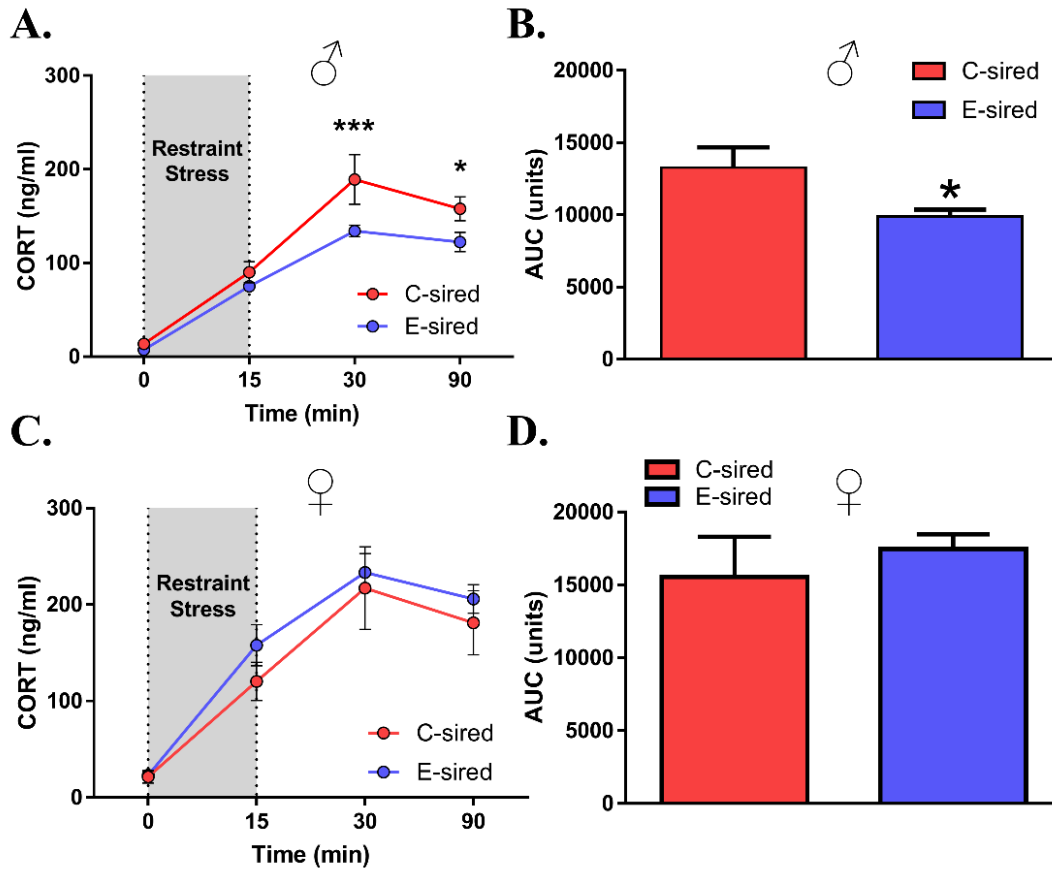 A.
♂
300
200
100
0
CORT (ng/ml)
Restraint
Stress
***
*
C-sired
E-sired
0 15 30 90
Time (min)
B.
♂
C-sired
E-sired
20000
15000
10000
5000
0
AUC (units)
*
C.
♀
300
200
100
0
CORT (ng/ml)
Restraint
Stress
C-sired
E-sired
0 15 30 90
Time (min)
D.
C-sired
E-sired
♀
20000
15000
10000
5000
0
AUC (units)